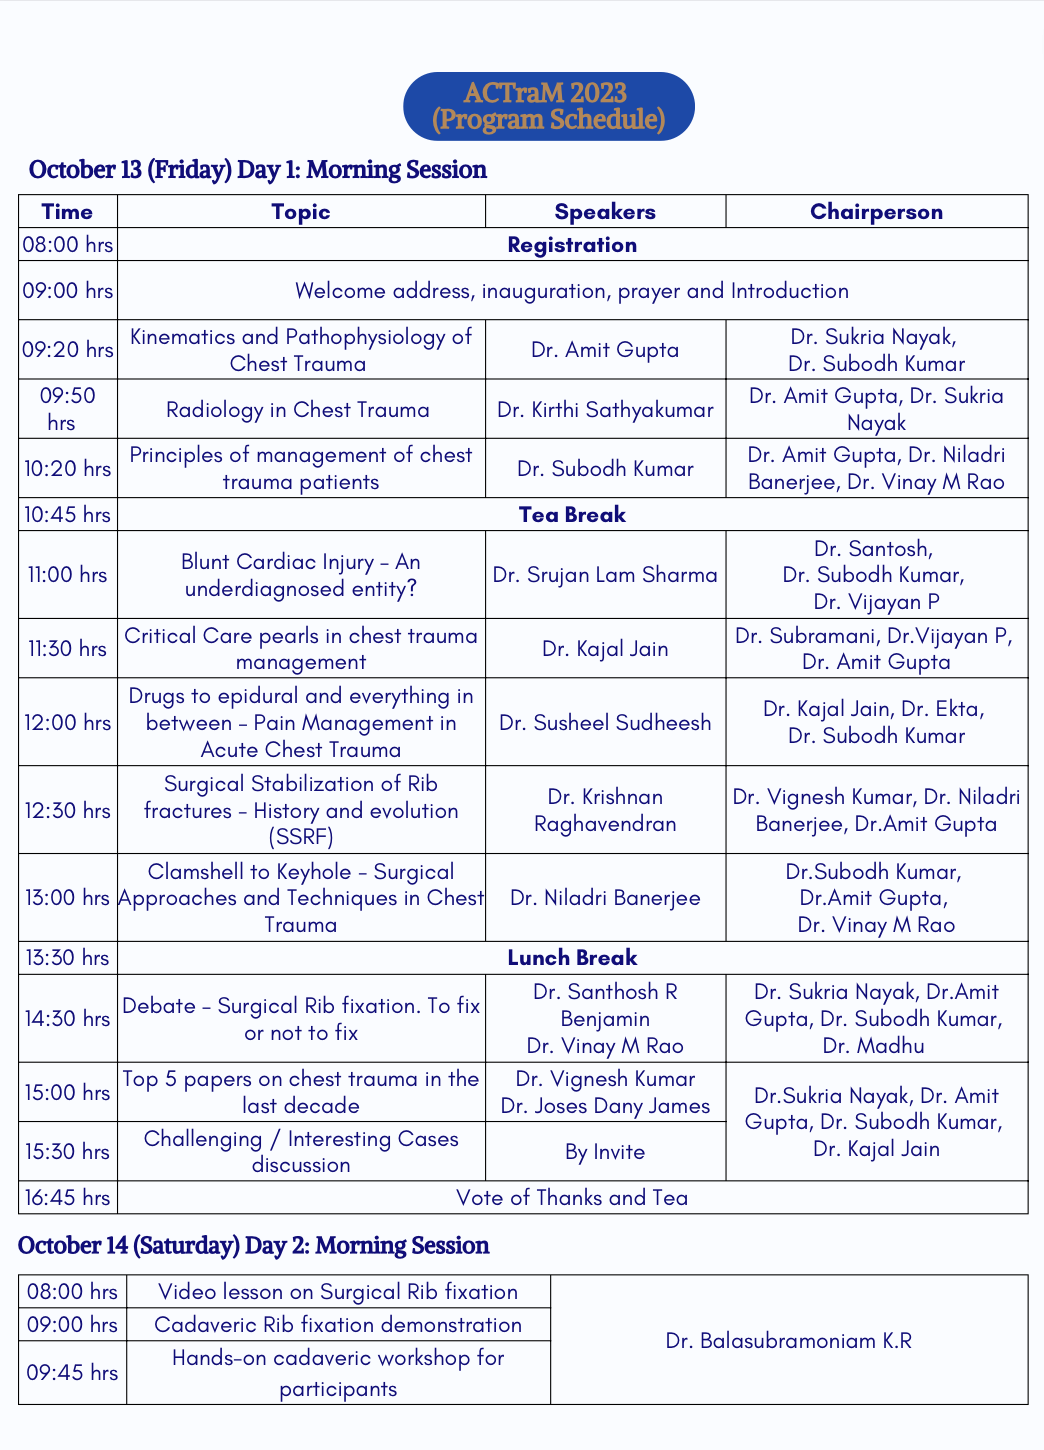 ACTraM 2023
(Program Schedule)
October 13 (Friday) Day 1: Morning Session
Time Topic Speakers Chairperson
08:00 hrs Registration
09:00 hrs Welcome address, inauguration, prayer and Introduction
09:20 hrs
Kinematics and Pathophysiology of
Chest Trauma
Dr. Amit Gupta
Dr. Sukria Nayak,
Dr. Subodh Kumar
09:50
hrs
Radiology in Chest Trauma
Dr. Kirthi Sathyakumar
Dr. Amit Gupta, Dr. Sukria
Nayak
10:20 hrs
Principles of management of chest
trauma patients
Dr. Subodh Kumar
Dr. Amit Gupta, Dr. Niladri
Banerjee, Dr. Vinay M Rao
10:45 hrs Tea Break
11:00 hrs
Blunt Cardiac Injury - An
underdiagnosed entity?
Dr. Srujan Lam Sharma
Dr. Santosh,
Dr. Subodh Kumar,
Dr. Vijayan P
11:30 hrs
Critical Care pearls in chest trauma
management
Dr. Kajal Jain
Dr. Subramani, Dr.Vijayan P,
Dr. Amit Gupta
12:00 hrs
Drugs to epidural and everything in
between - Pain Management in
Acute Chest Trauma
Dr. Susheel Sudheesh
Dr. Kajal Jain, Dr. Ekta,
Dr. Subodh Kumar
12:30 hrs
Surgical Stabilization of Rib
fractures - History and evolution
(SSRF)
Dr. Krishnan
Raghavendran
Dr. Vignesh Kumar, Dr. Niladri
Banerjee, Dr.Amit Gupta
13:00 hrs
Clamshell to Keyhole - Surgical
Approaches and Techniques in Chest
Trauma
Dr. Niladri Banerjee
Dr.Subodh Kumar,
Dr.Amit Gupta,
Dr. Vinay M Rao
13:30 hrs Lunch Break
14:30 hrs
Debate - Surgical Rib fixation. To fix
or not to fix
Dr. Santhosh R
Benjamin
Dr. Vinay M Rao
Dr. Sukria Nayak, Dr.Amit
Gupta, Dr. Subodh Kumar,
Dr. Madhu
15:00 hrs
Top 5 papers on chest trauma in the
last decade
Dr. Vignesh Kumar
Dr. Joses Dany James
Dr.Sukria Nayak, Dr. Amit
Gupta, Dr. Subodh Kumar,
Dr. Kajal Jain
15:30 hrs
Challenging / Interesting Cases
discussion
By Invite
16:45 hrs Vote of Thanks and Tea
October 14 (Saturday) Day 2: Morning Session
08:00 hrs Video lesson on Surgical Rib fixation
09:00 hrs Cadaveric Rib fixation demonstration
Dr. Balasubramoniam K.R
09:45 hrs
Hands-on cadaveric workshop for
participants